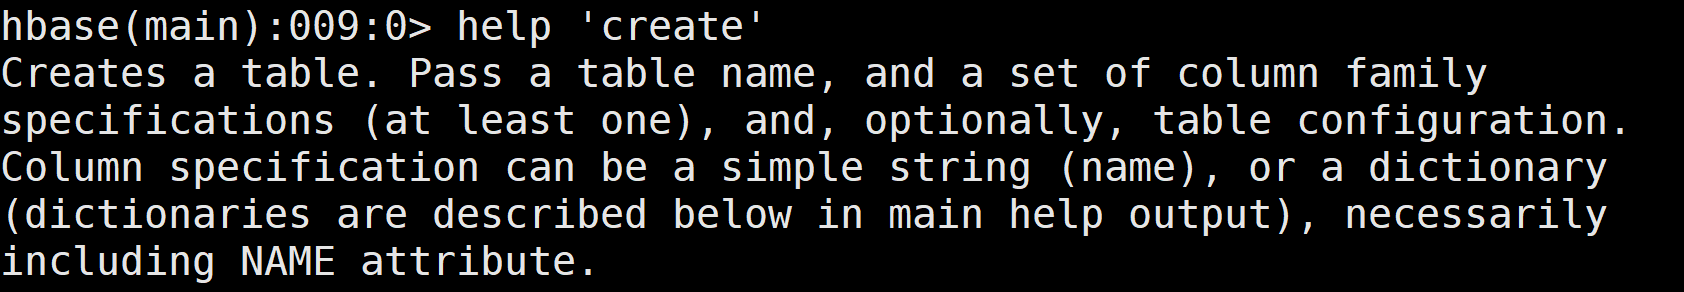 hbase(main):009:0> help 'create'
Creates a table. Pass a table name, and a set of column family
specifications (at least one), and, optionally, table configuration.
Column specification can be a simple string (name), or a dictionary
(dictionaries are described below in main help output), necessarily
including NAME attribute.